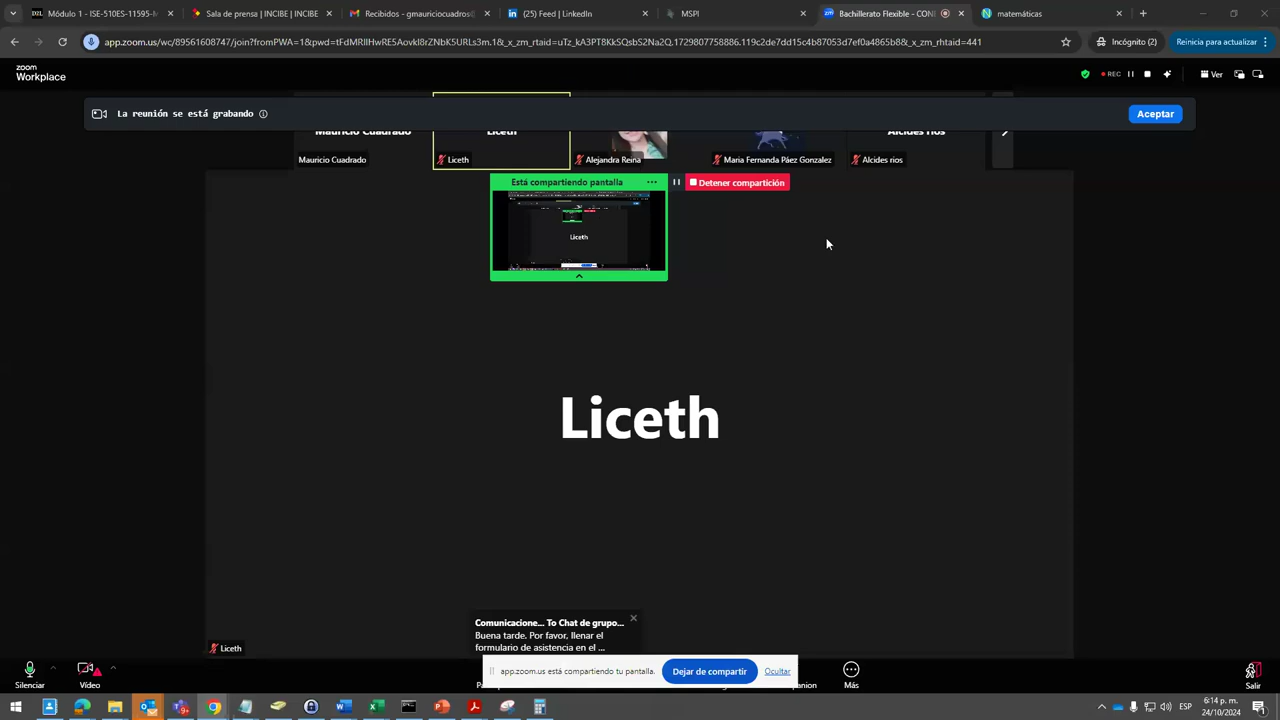 Módulo 1 - ISE-510E5-11595-M
Sala de prensa | INCIBE | INCIBE
Recibidos - gmauriciocuadros@
(25) Feed | LinkedIn
MSPI
Bachillerato Flexible - CONE
matemáticas
app.zoom.us/wc/89561608747/join?fromPWA=1&pwd=tFdMRIlHwRE5AovkI8rZNbK5URLs3m.1&_x_zm_rtaid=uTz_kA3PT8KkSQsbS2Na2Q.1729807758886.119c2de7dd15c4b87053d7ef0a4865b8&_x_zm_rhtaid=441
Incógnito (2)
Reinicia para actualizar
zoom
Workplace
REC
Ver
La reunión se está grabando
Aceptar
Mauricio Cuadrado
Liceth
Alcides rios
Mauricio Cuadrado
Liceth
Alejandra Reina
Maria Fernanda Páez Gonzalez
Alcides rios
Está compartiendo pantalla
Detener compartición
Liceth
Liceth
Comunicacione... To Chat de grupo...
Buena tarde. Por favor, llenar el
formulario de asistencia en el ...
Liceth
app.zoom.us está compartiendo tu pantalla.
Dejar de compartir
Ocultar
Silenciar
Vídeo
Más
Salir
ESP
6:14 p. m.
24/10/2024